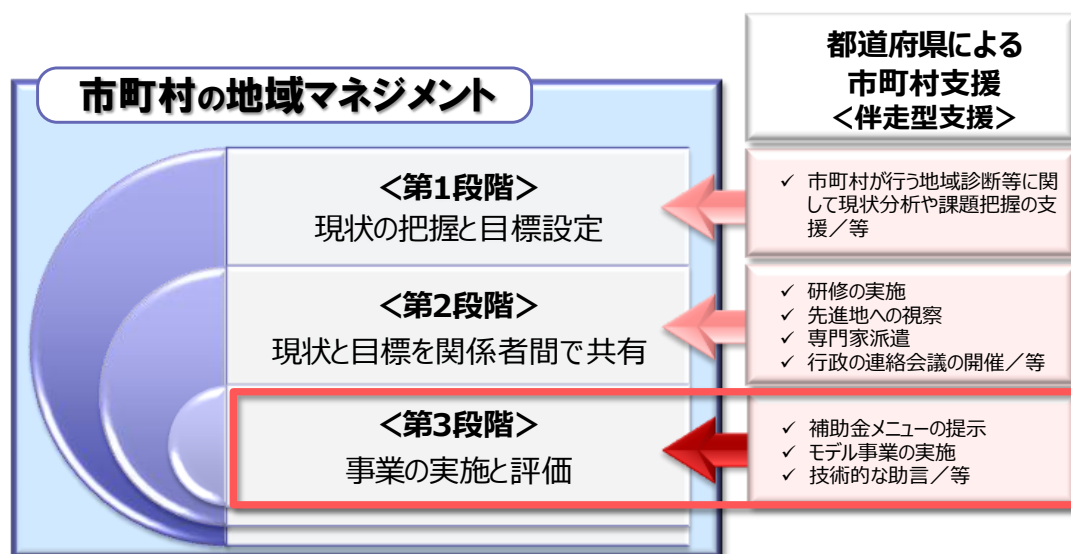 市町村の地域マネジメント
<第1段階>
現状の把握と目標設定
<第2段階>
現状と目標を関係者間で共有
<第3段階>
事業の実施と評価
都道府県による
市町村支援
<伴走型支援>
✓ 市町村が行う地域診断等に関
して現状分析や課題把握の支
援／等
✓ 研修の実施
✓ 先進地への視察
✓ 専門家派遣
✓ 行政の連絡会議の開催／等
✓ 補助金メニューの提示
✓ モデル事業の実施
✓ 技術的な助言／等